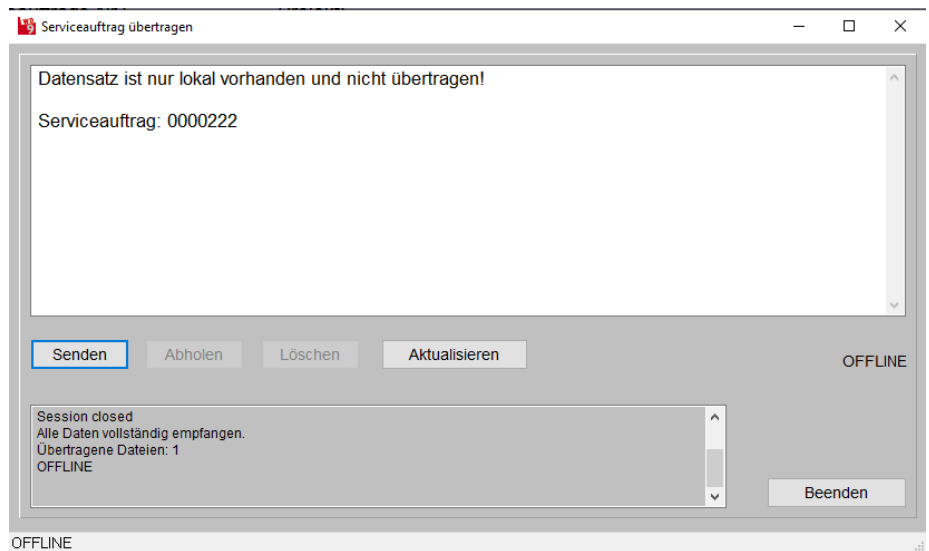 Serviceauftrag übertragen
Datensatz ist nur lokal vorhanden und nicht übertragen!
Serviceauftrag: 0000222
Senden Abholen Löschen Aktualisieren OFFLINE
Session closed
Alle Daten vollständig empfangen.
Übertragene Dateien: 1
OFFLINE
Beenden
OFFLINE